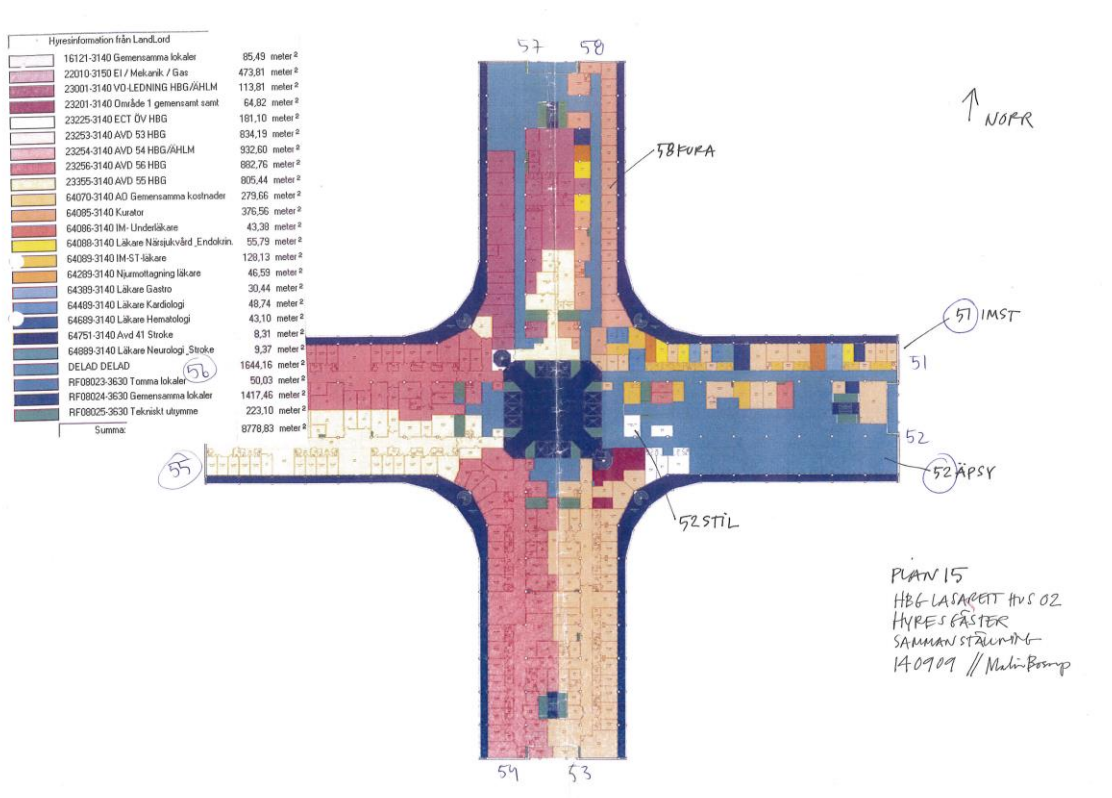 Hyresinformation från LandLord
16121-3140 Gemensamma lokaler 85,49 meter²
22010-3150 El / Mekanik / Gas 473,81 meter²
23001-3140 VO-LEDNING HBG/ÄHLM 113,81 meter²
23201-3140 Område 1 gemensamt samt 64,82 meter²
23225-3140 ECT ÖV HBG 181,10 meter²
23253-3140 AVD 53 HBG 834,19 meter²
23254-3140 AVD 54 HBG/ÄHLM 932,60 meter²
23256-3140 AVD 56 HBG 882,76 meter²
23355-3140 AVD 55 HBG 805,44 meter²
64070-3140 AO Gemensamma kostnader 279,66 meter²
64085-3140 Kurator 376,56 meter²
64086-3140 IM- Underläkare 43,38 meter²
64088-3140 Läkare Närsjukvård_Endokrin. 55,79 meter²
64089-3140 IM-ST-läkare 128,13 meter²
64289-3140 Njurmottagning läkare 46,59 meter²
64389-3140 Läkare Gastro 30,44 meter²
64489-3140 Läkare Kardiologi 48,74 meter²
64689-3140 Läkare Hematologi 43,10 meter²
64751-3140 Avd 41 Stroke 8,31 meter²
64889-3140 Läkare Neurologi_Stroke 9,37 meter²
DELAD DELAD 1644,16 meter²
RF08023-3630 Tomma lokaler 50,03 meter²
RF08024-3630 Gemensamma lokaler 1417,46 meter²
RF08025-3630 Tekniskt utrymme 223,10 meter²
Summa: 8778,83 meter²
57 58
NORR
58 FURA
51 IMST
51
56
52
55
52 ÄPSY
52 STIL
54 53
PLAN 15
HBG LASARETT HUS 02
HYRESGÄSTER
SAMMANSTÄLLNING
140909 // Malin